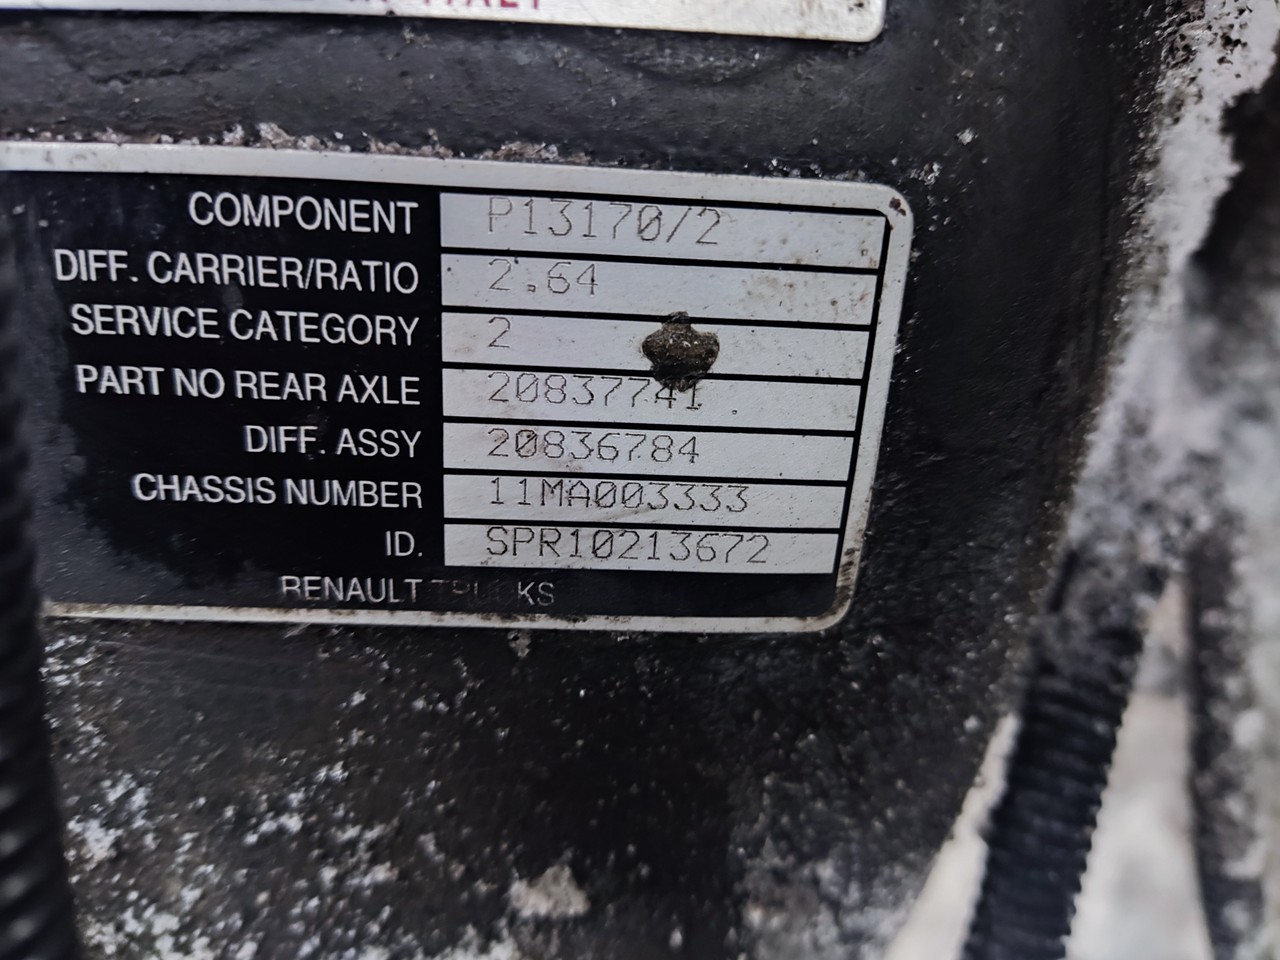 ITALY
COMPONENT P13170/2
DIFF. CARRIER/RATIO 2.64
SERVICE CATEGORY 2
PART NO REAR AXLE 20837741
DIFF. ASSY 20836784
CHASSIS NUMBER 11MA003333
ID. SPR10213672
RENAULT TRUCKS